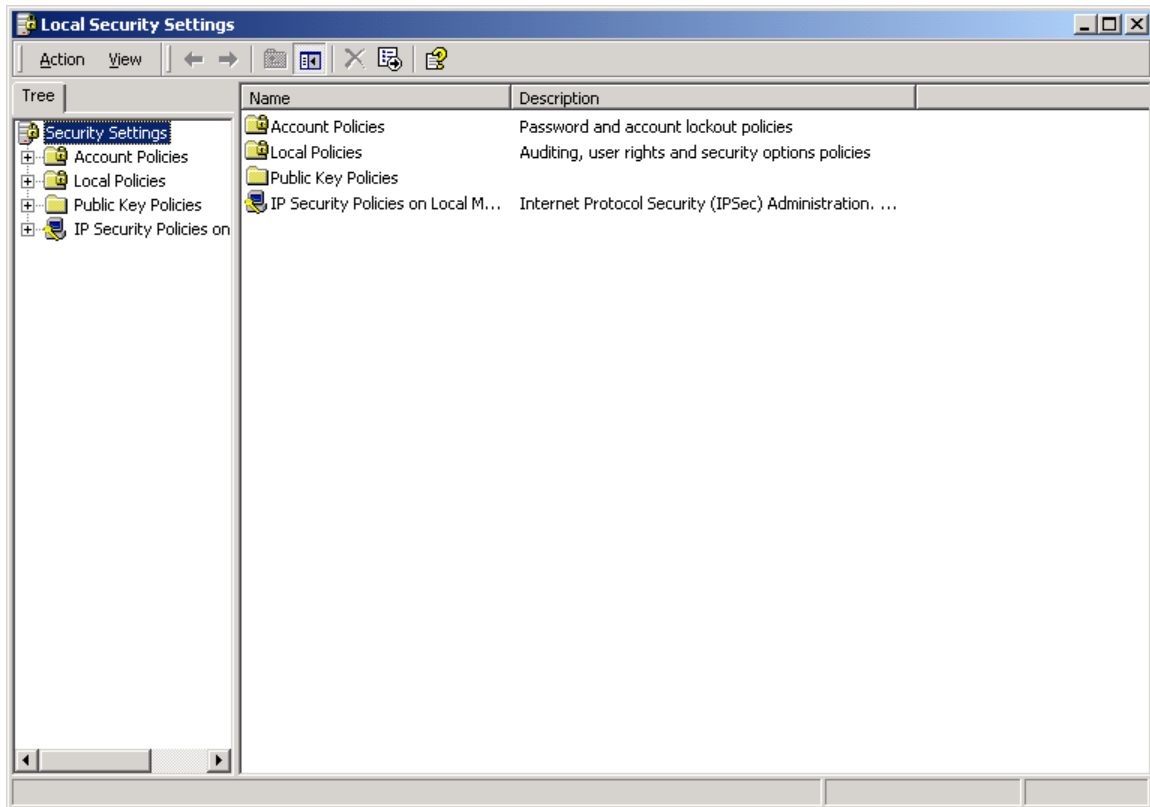 Local Security Settings
Action View
Tree
Security Settings
Account Policies
Local Policies
Public Key Policies
IP Security Policies on
Name Description
Account Policies Password and account lockout policies
Local Policies Auditing, user rights and security options policies
Public Key Policies
IP Security Policies on Local M... Internet Protocol Security (IPSec) Administration. ...